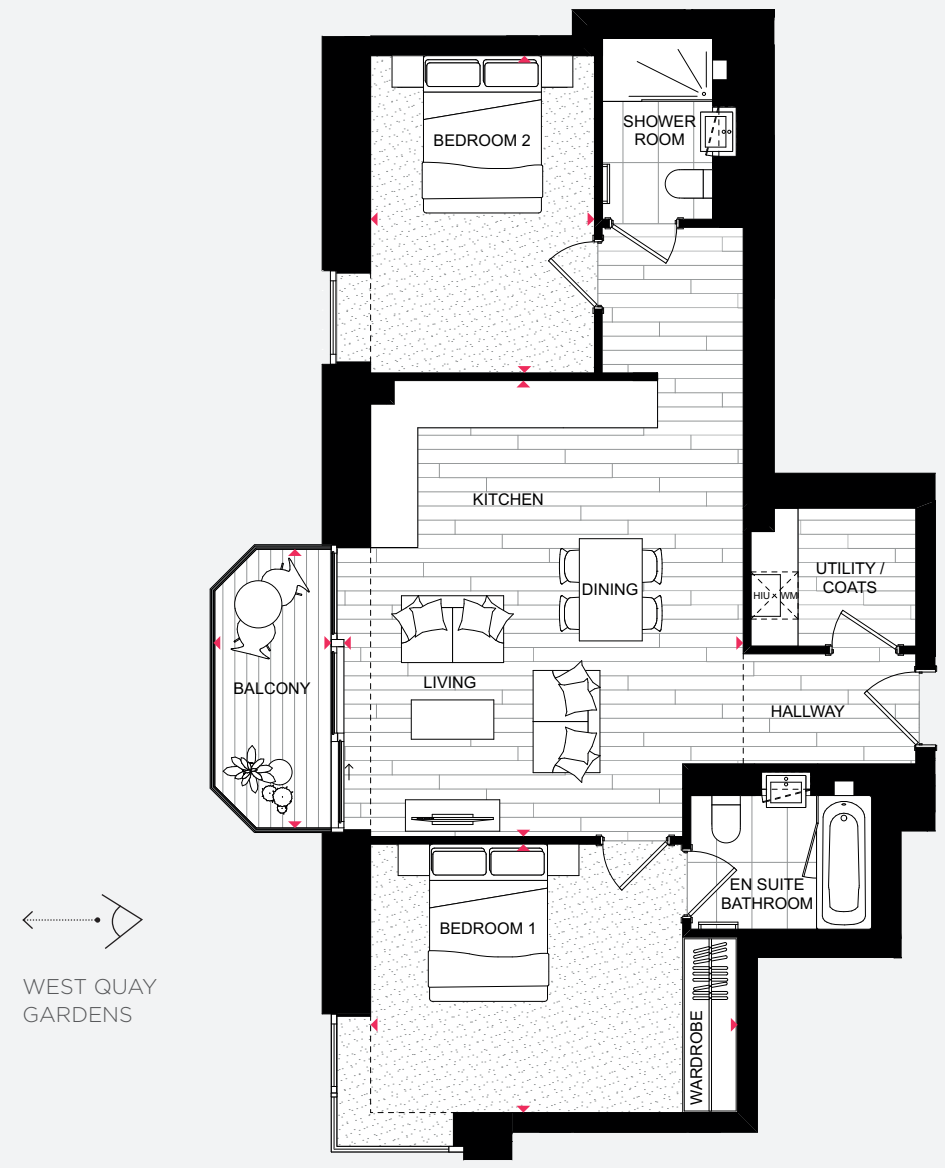 SHOWER
ROOM
BEDROOM 2
KITCHEN
UTILITY /
COATS
HIU
WM
DINING
LIVING
BALCONY
HALLWAY
EN SUITE
BATHROOM
BEDROOM 1
WARDROBE
WEST QUAY
GARDENS